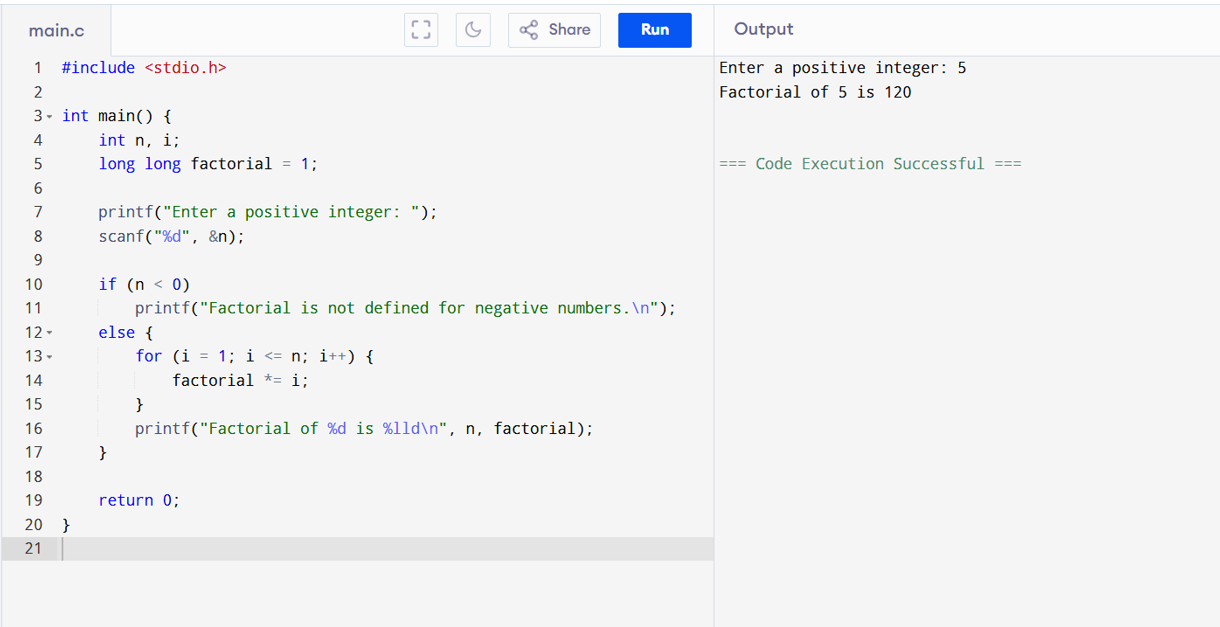 main.c
Share
Run
Output
1 #include <stdio.h>
2
3 int main() {
4     int n, i;
5     long long factorial = 1;
6
7     printf("Enter a positive integer: ");
8     scanf("%d", &n);
9
10     if (n < 0)
11         printf("Factorial is not defined for negative numbers.\n");
12     else {
13         for (i = 1; i <= n; i++) {
14             factorial *= i;
15         }
16         printf("Factorial of %d is %lld\n", n, factorial);
17     }
18
19     return 0;
20 }
21
Enter a positive integer: 5
Factorial of 5 is 120
=== Code Execution Successful ===